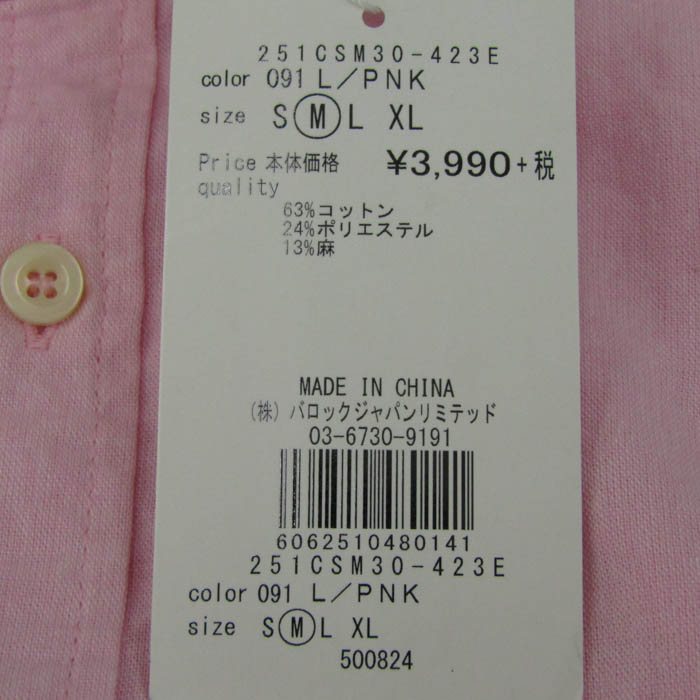 251CSM30-423E
color 091 L/PNK
size S M L XL
Price 本体価格 ¥3,990+税
quality
63%コットン
24%ポリエステル
13%麻
MADE IN CHINA
(株)バロックジャパンリミテッド
03-6730-9191
6062510480141
251CSM30-423E
color 091 L/PNK
size S M L XL
500824